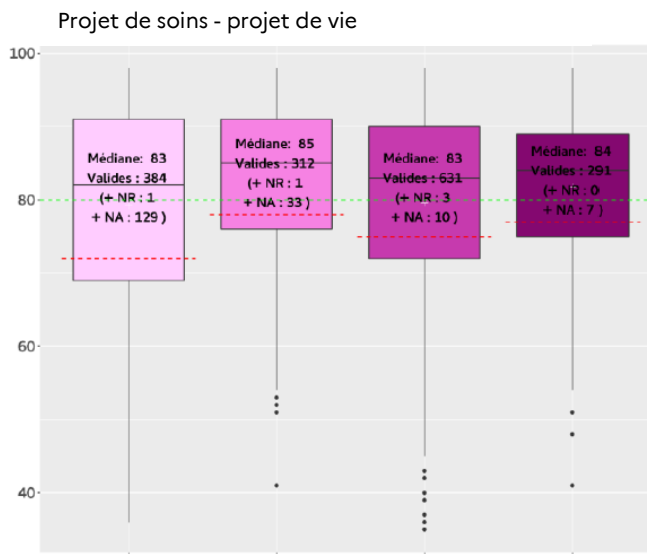 Projet de soins - projet de vie
100
80
60
40
Médiane: 83
Valides : 384
(+ NR : 1
+ NA : 129 )
Médiane: 85
Valides : 312
(+ NR : 1
+ NA : 33 )
Médiane: 83
Valides : 631
(+ NR : 3
+ NA : 10 )
Médiane: 84
Valides : 291
(+ NR : 0
+ NA : 7 )